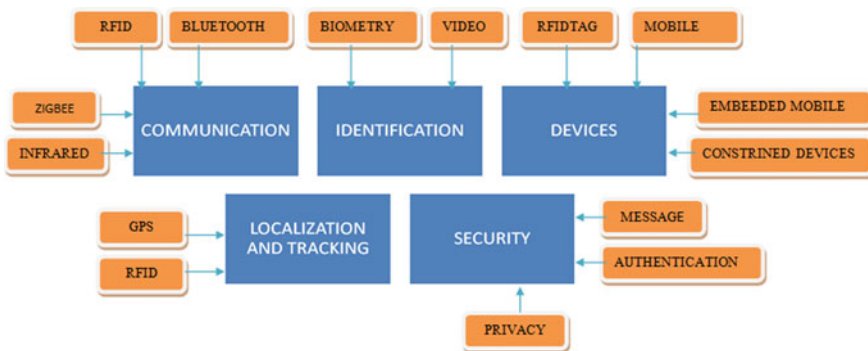 RFID
BLUETOOTH
BIOMETRY
VIDEO
RFIDTAG
MOBILE
ZIGBEE
INFRARED
COMMUNICATION
IDENTIFICATION
DEVICES
EMBEEDED MOBILE
CONSTRINED DEVICES
GPS
RFID
LOCALIZATION
AND TRACKING
SECURITY
MESSAGE
AUTHENTICATION
PRIVACY